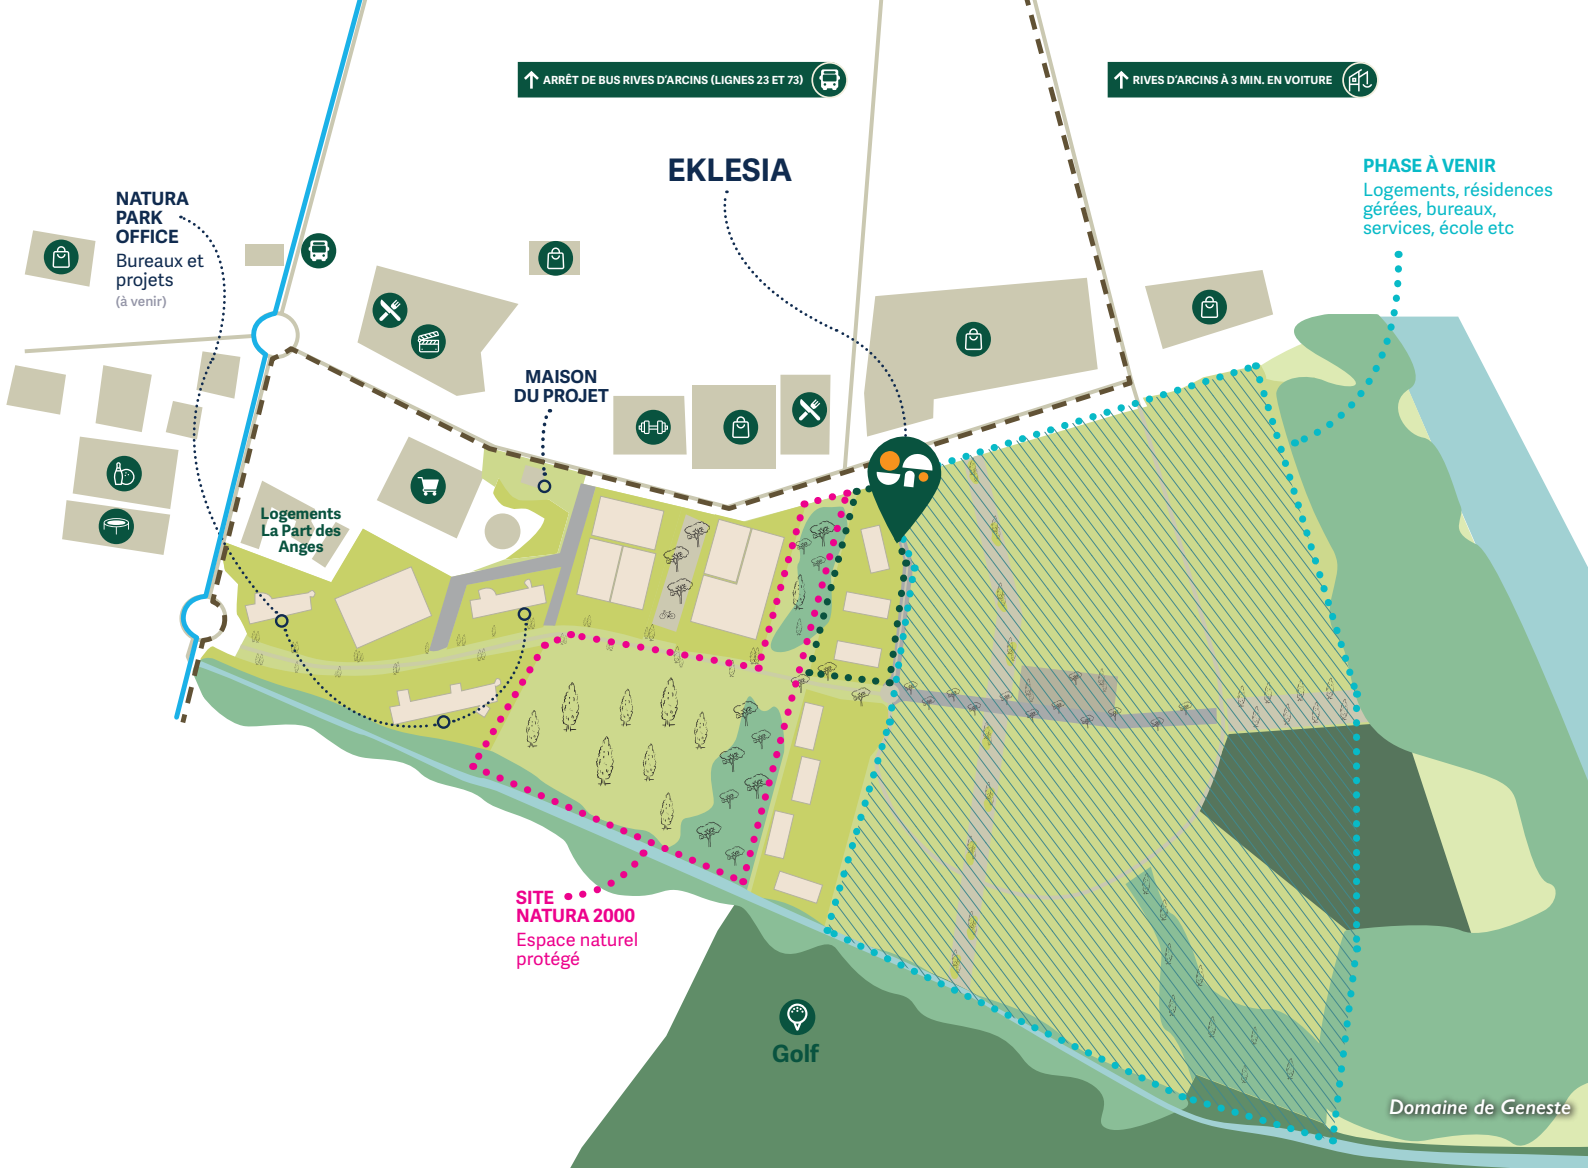 ARRÊT DE BUS RIVES D'ARCINS (LIGNES 23 ET 73)
RIVES D'ARCINS À 3 MIN. EN VOITURE
EKLESIA
PHASE À VENIR
Logements, résidences
gérées, bureaux,
services, école etc
NATURA
PARK
OFFICE
Bureaux et
projets
(à venir)
MAISON
DU PROJET
Logements
La Part des
Anges
SITE
NATURA 2000
Espace naturel
protégé
Golf
Domaine de Geneste